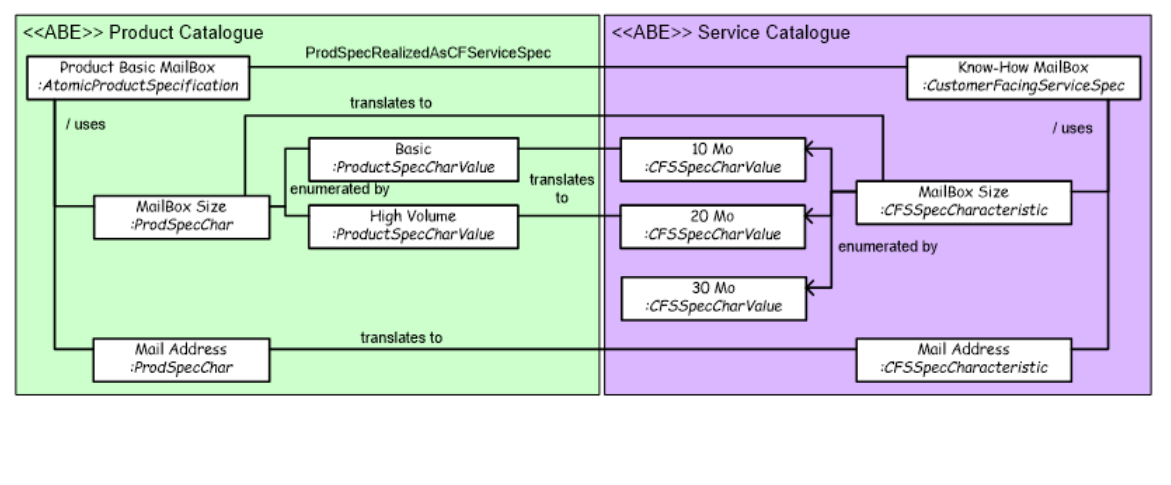 <<ABE>> Product Catalogue
<<ABE>> Service Catalogue
ProdSpecRealizedAsCFServiceSpec
Product Basic MailBox
:AtomicProductSpecification
Know-How MailBox
:CustomerFacingServiceSpec
/ uses
translates to
/ uses
Basic
:ProductSpecCharValue
10 Mo
:CFSSpecCharValue
enumerated by
translates
to
MailBox Size
:ProdSpecChar
High Volume
:ProductSpecCharValue
20 Mo
:CFSSpecCharValue
MailBox Size
:CFSSpecCharacteristic
enumerated by
30 Mo
:CFSSpecCharValue
translates to
Mail Address
:ProdSpecChar
Mail Address
:CFSSpecCharacteristic